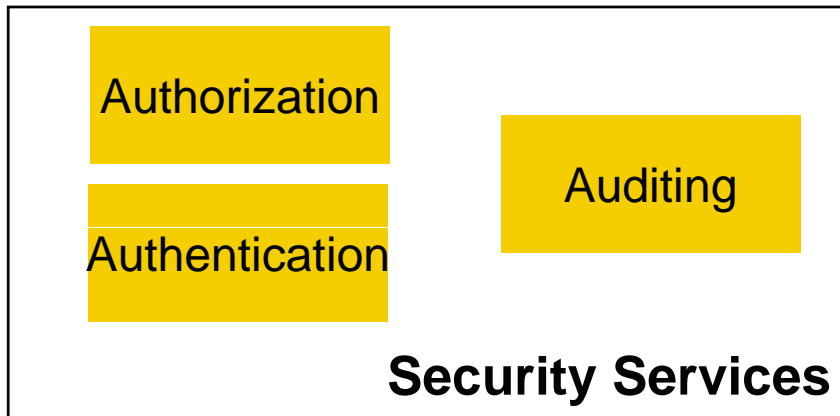 Authorization
Auditing
Authentication
Security Services